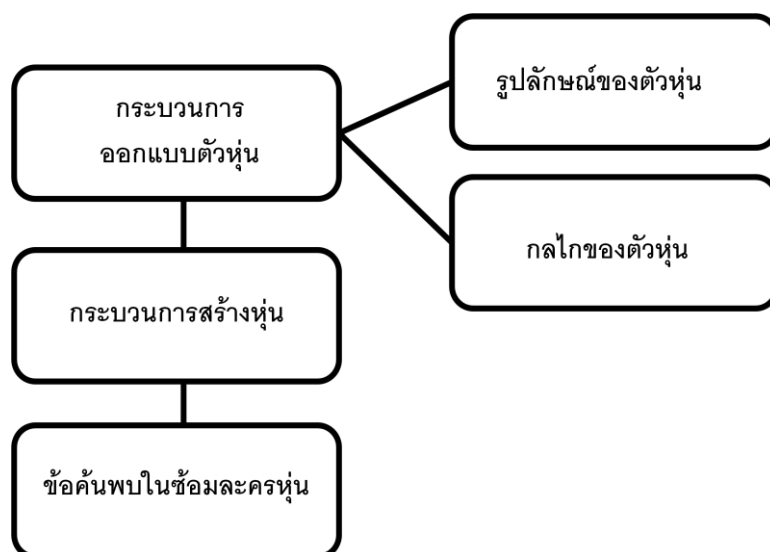 กระบวนการ
ออกแบบตัวหุ่น
รูปลักษณ์ของตัวหุ่น
กลไกของตัวหุ่น
กระบวนการสร้างหุ่น
ข้อค้นพบในซ้อมละครหุ่น